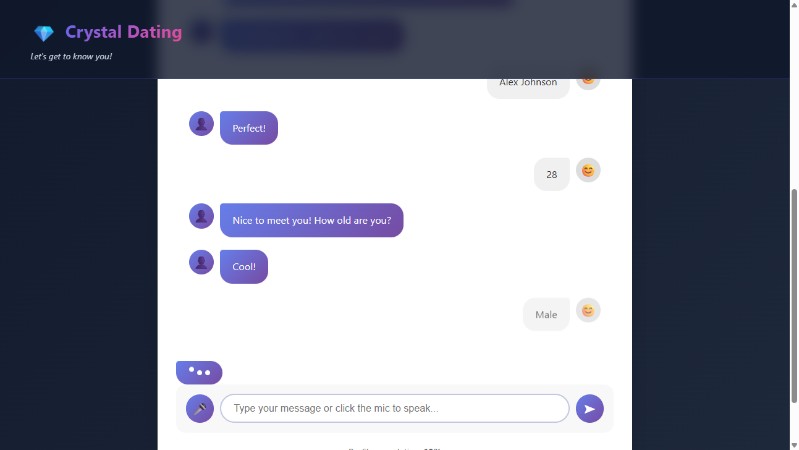 Crystal Dating
Let's get to know you!
Alex Johnson
Perfect!
28
Nice to meet you! How old are you?
Cool!
Male
Type your message or click the mic to speak...